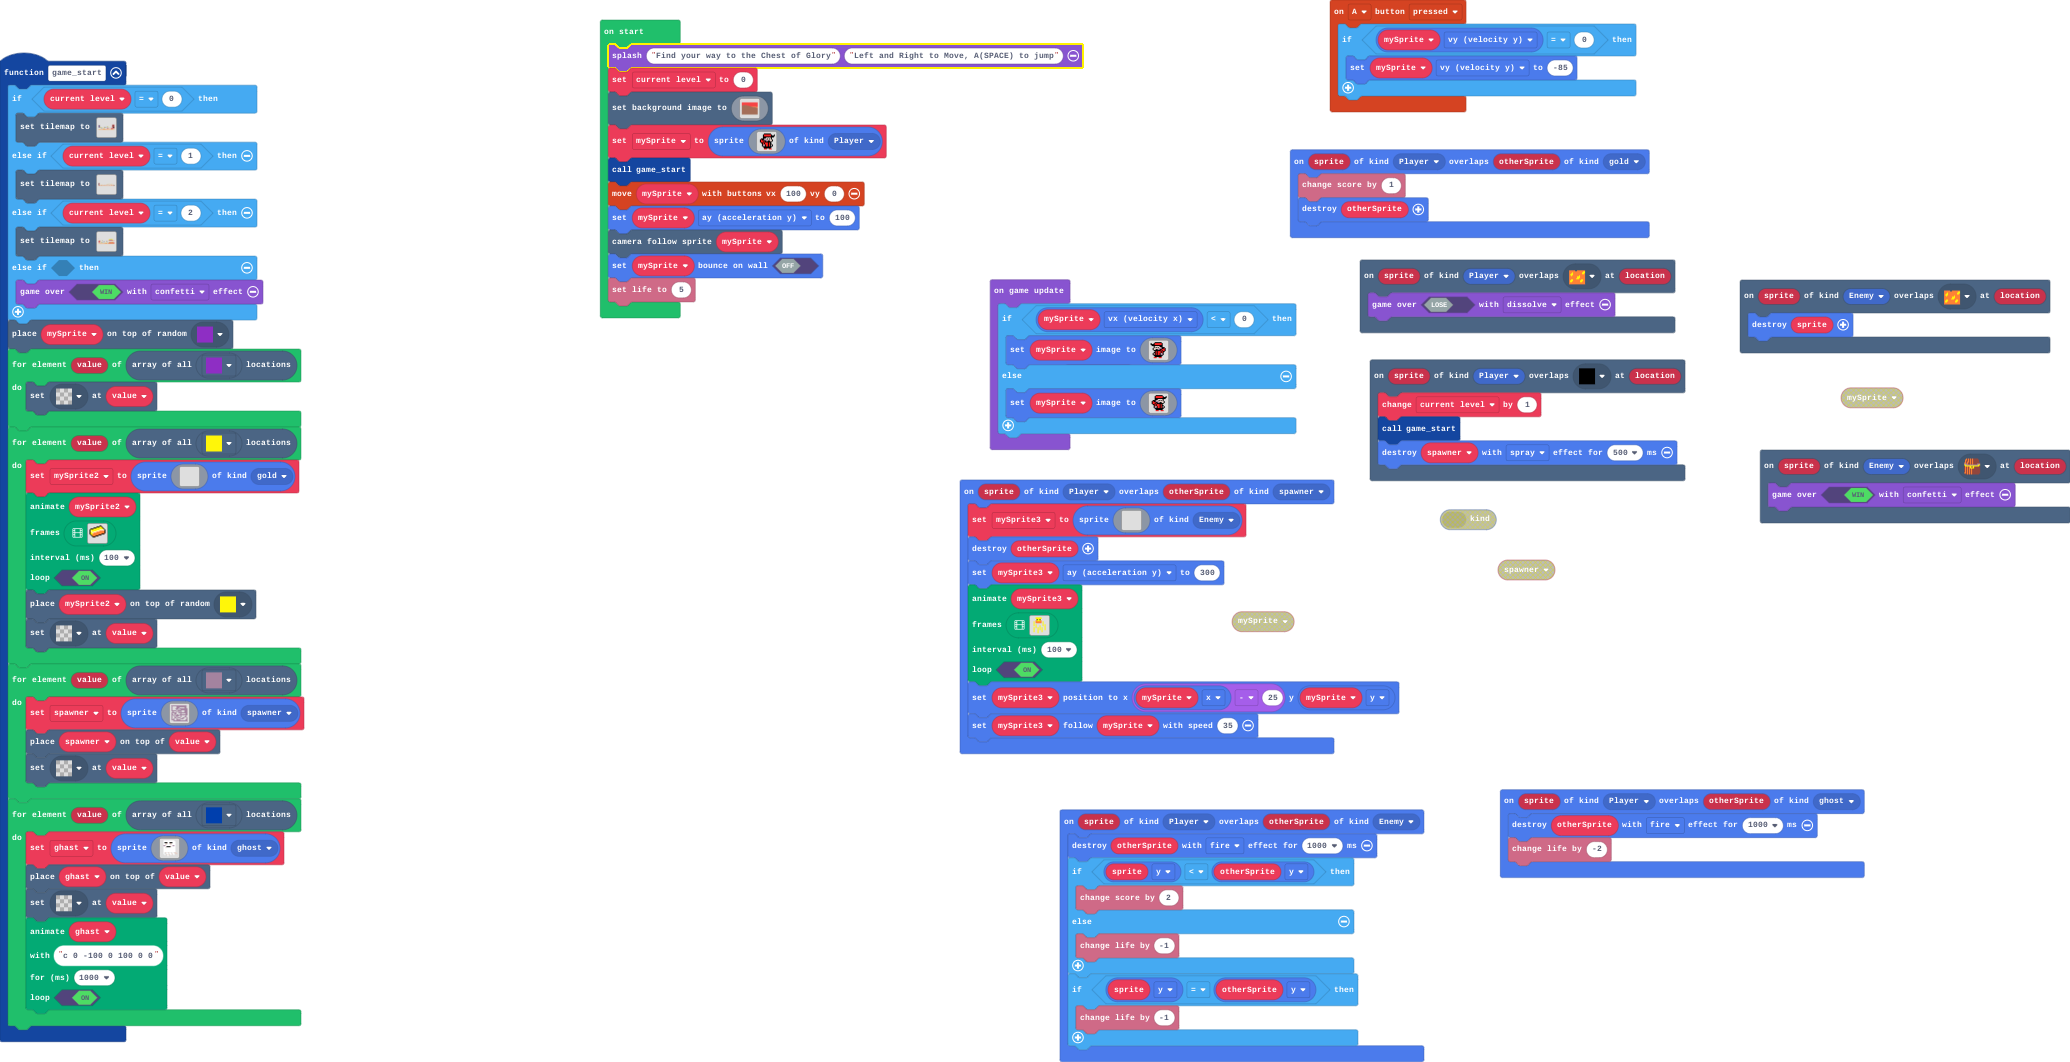 function game_start
if current level = 0 then
set tilemap to
else if current level = 1 then
set tilemap to
else if current level = 2 then
set tilemap to
else if then
game over WIN with confetti effect
place mySprite on top of random
for element value of array of all locations
do
set at value
for element value of array of all locations
do
set mySprite2 to sprite of kind gold
animate mySprite2
frames
interval (ms) 100
loop ON
place mySprite2 on top of random
set at value
for element value of array of all locations
do
set spawner to sprite of kind spawner
place spawner on top of value
set at value
for element value of array of all locations
do
set ghast to sprite of kind ghost
place ghast on top of value
set at value
animate ghast
with "c 0 -100 0 100 0 0"
for (ms) 1000
loop ON
on start
splash "Find your way to the Chest of Glory" "Left and Right to Move, A(SPACE) to jump"
set current level to 0
set background image to
set mySprite to sprite of kind Player
call game_start
move mySprite with buttons vx 100 vy 0
set mySprite ay (acceleration y) to 100
camera follow sprite mySprite
set mySprite bounce on wall OFF
set life to 5
on game update
if mySprite vx (velocity x) < 0 then
set mySprite image to
else
set mySprite image to
on sprite of kind Player overlaps otherSprite of kind spawner
set mySprite3 to sprite of kind Enemy
destroy otherSprite
set mySprite3 ay (acceleration y) to 300
animate mySprite3
frames
interval (ms) 100
loop ON
set mySprite3 position to x mySprite x - 25 y mySprite y
set mySprite3 follow mySprite with speed 35
mySprite
on sprite of kind Player overlaps otherSprite of kind Enemy
destroy otherSprite with fire effect for 1000 ms
if sprite y < otherSprite y then
change score by 2
else
change life by -1
if sprite y = otherSprite y then
change life by -1
on A button pressed
if mySprite vy (velocity y) = 0 then
set mySprite vy (velocity y) to -85
on sprite of kind Player overlaps otherSprite of kind gold
change score by 1
destroy otherSprite
on sprite of kind Player overlaps at location
game over LOSE with dissolve effect
on sprite of kind Player overlaps at location
change current level by 1
call game_start
destroy spawner with spray effect for 500 ms
kind
spawner
on sprite of kind Enemy overlaps at location
destroy sprite
mySprite
on sprite of kind Enemy overlaps at location
game over WIN with confetti effect
on sprite of kind Player overlaps otherSprite of kind ghost
destroy otherSprite with fire effect for 1000 ms
change life by -2